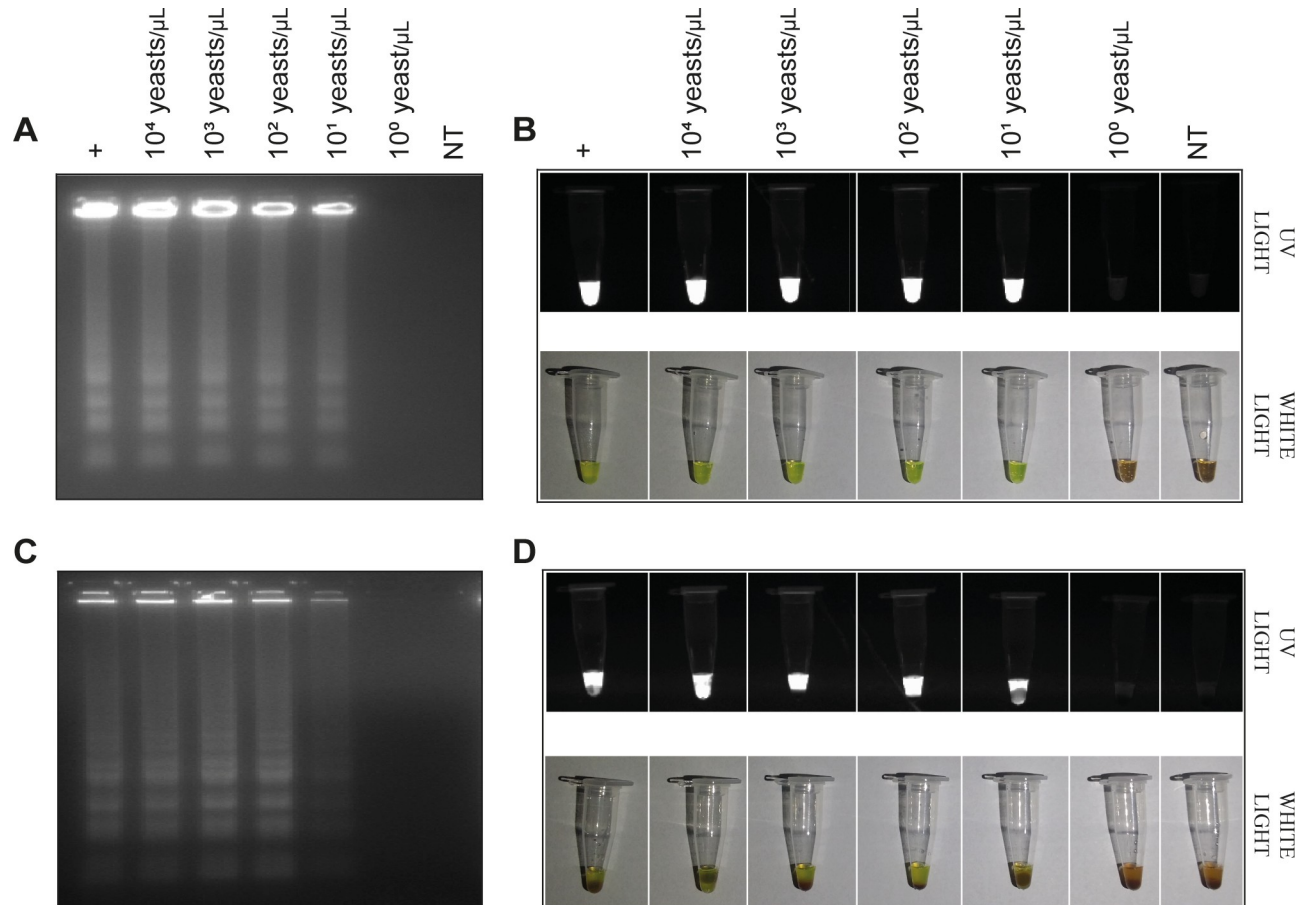 A
+
10⁴ yeasts/µL
10³ yeasts/µL
10² yeasts/µL
10¹ yeasts/µL
10⁰ yeast/µL
NT
B
+
10⁴ yeasts/µL
10³ yeasts/µL
10² yeasts/µL
10¹ yeasts/µL
10⁰ yeast/µL
NT
UV
LIGHT
WHITE
LIGHT
C
D
UV
LIGHT
WHITE
LIGHT